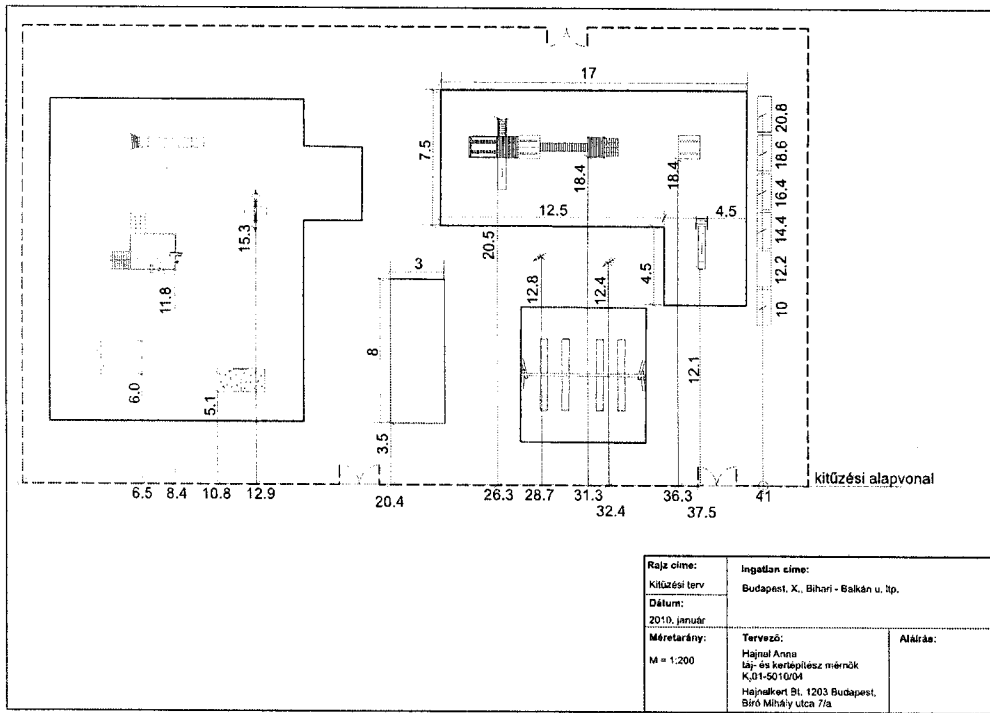 17
7.5
18.4
18.4
20.8
18.6
16.4
14.4
12.2
10
12.5
4.5
15.3
20.5
4.5
3
12.8
12.4
11.8
8
12.1
6.0
5.1
3.5
kitűzési alapvonal
6.5
8.4
10.8
12.9
20.4
26.3
28.7
31.3
32.4
36.3
37.5
41
Rajz címe:
Kitűzési terv
Ingatlan címe:
Budapest, X., Bihari - Balkán u. ltp.
Dátum:
2010. január
Méretarány:
M = 1:200
Tervező:
Hajnal Anna
táj- és kertépítész mérnök
K,01-5010/04
Hajnalkert Bt. 1203 Budapest,
Bíró Mihály utca 7/a
Aláírás: